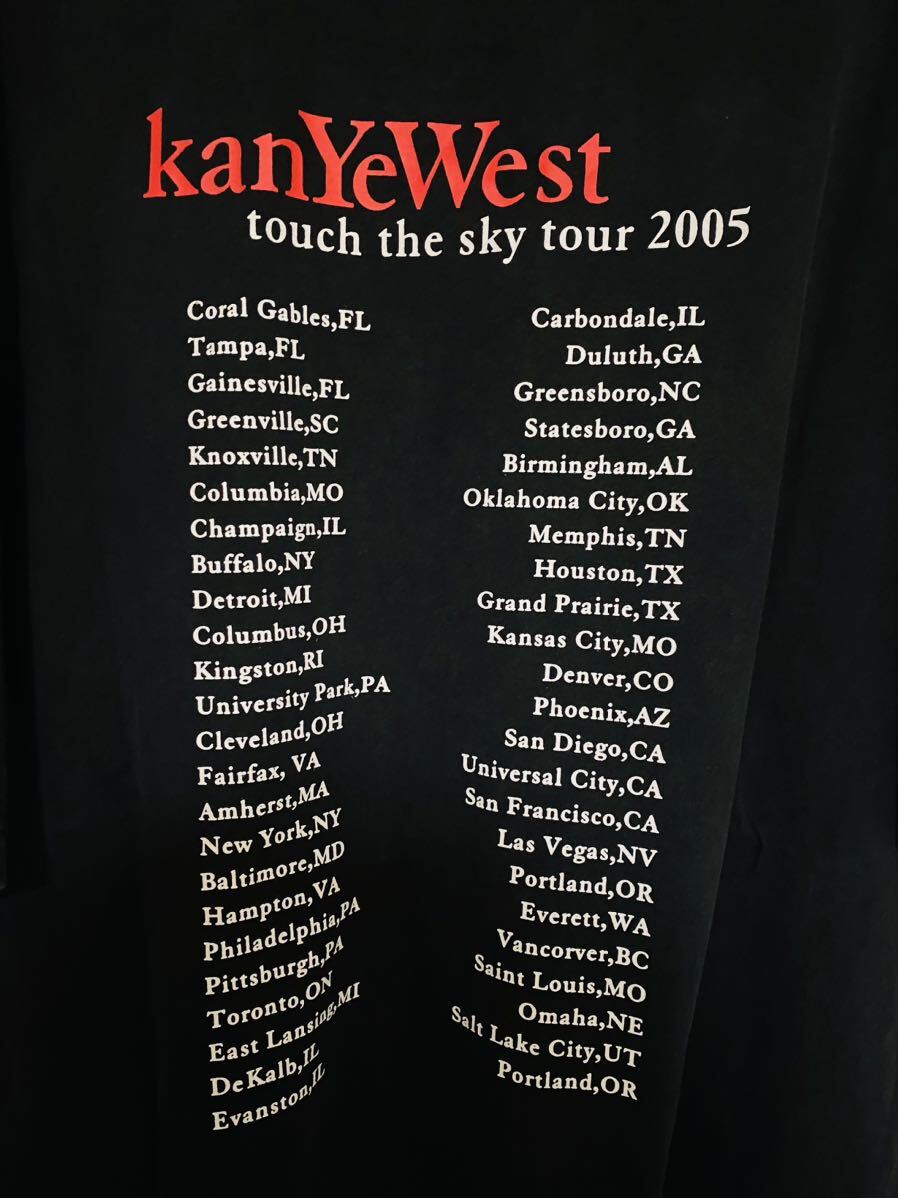 kanYeWest
touch the sky tour 2005
Coral Gables,FL
Tampa,FL
Gainesville,FL
Greenville,SC
Knoxville,TN
Columbia,MO
Champaign,IL
Buffalo,NY
Detroit,MI
Columbus,OH
Kingston,RI
University Park,PA
Cleveland,OH
Fairfax, VA
Amherst,MA
New York,NY
Baltimore,MD
Hampton,VA
Philadelphia,PA
Pittsburgh,PA
Toronto,ON
East Lansing,MI
DeKalb,IL
Evanston,IL
Carbondale,IL
Duluth,GA
Greensboro,NC
Statesboro,GA
Birmingham,AL
Oklahoma City,OK
Memphis,TN
Houston,TX
Grand Prairie,TX
Kansas City,MO
Denver,CO
Phoenix,AZ
San Diego,CA
Universal City,CA
San Francisco,CA
Las Vegas,NV
Portland,OR
Everett,WA
Vancorver,BC
Saint Louis,MO
Omaha,NE
Salt Lake City,UT
Portland,OR